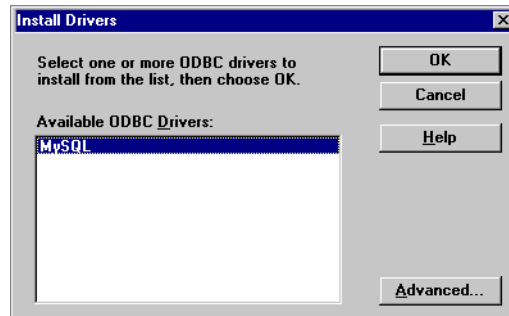 Install Drivers
Select one or more ODBC drivers to
install from the list, then choose OK.
OK
Cancel
Available ODBC Drivers:
Help
MySQL
Advanced...